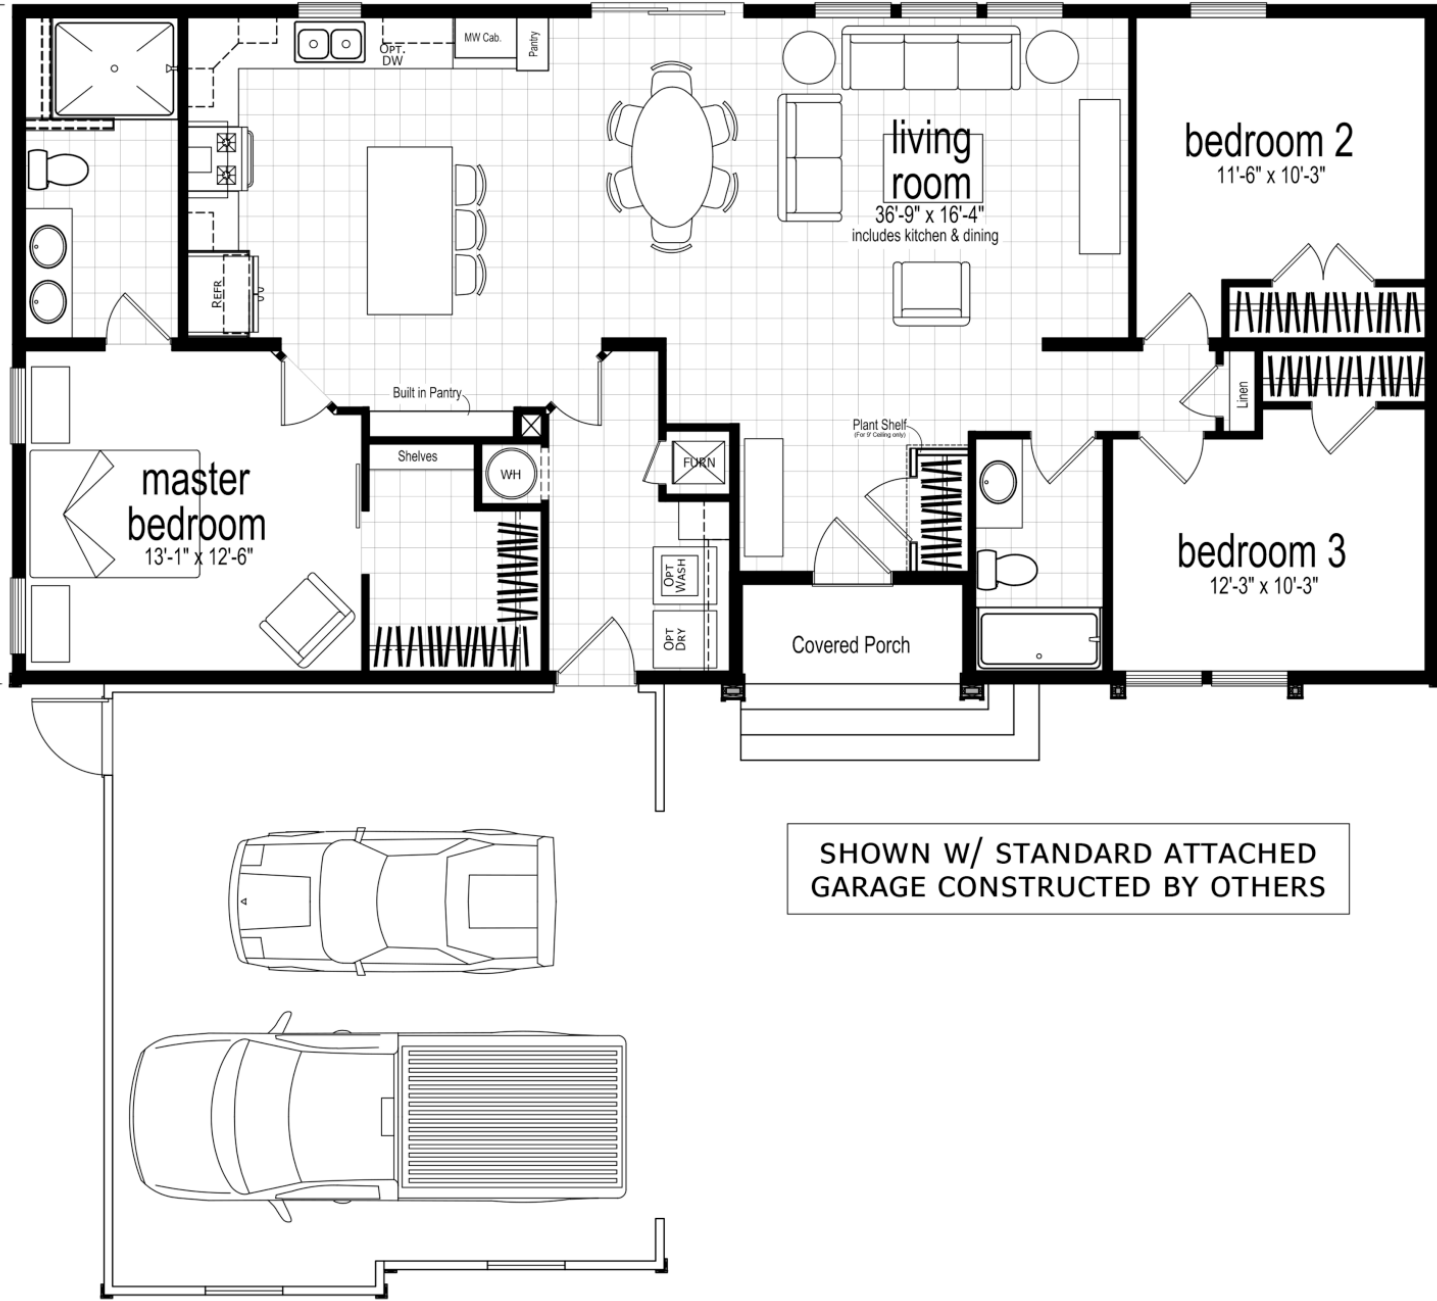 OPT.
DW
MW Cab.
Pantry
living
room
36'-9" x 16'-4"
includes kitchen & dining
bedroom 2
11'-6" x 10'-3"
REFR
Built in Pantry
Linen
Plant Shelf
(For 9' Ceiling only)
Shelves
WH
FURN
master
bedroom
13'-1" x 12'-6"
OPT
WASH
OPT
DRY
bedroom 3
12'-3" x 10'-3"
Covered Porch
SHOWN W/ STANDARD ATTACHED
GARAGE CONSTRUCTED BY OTHERS